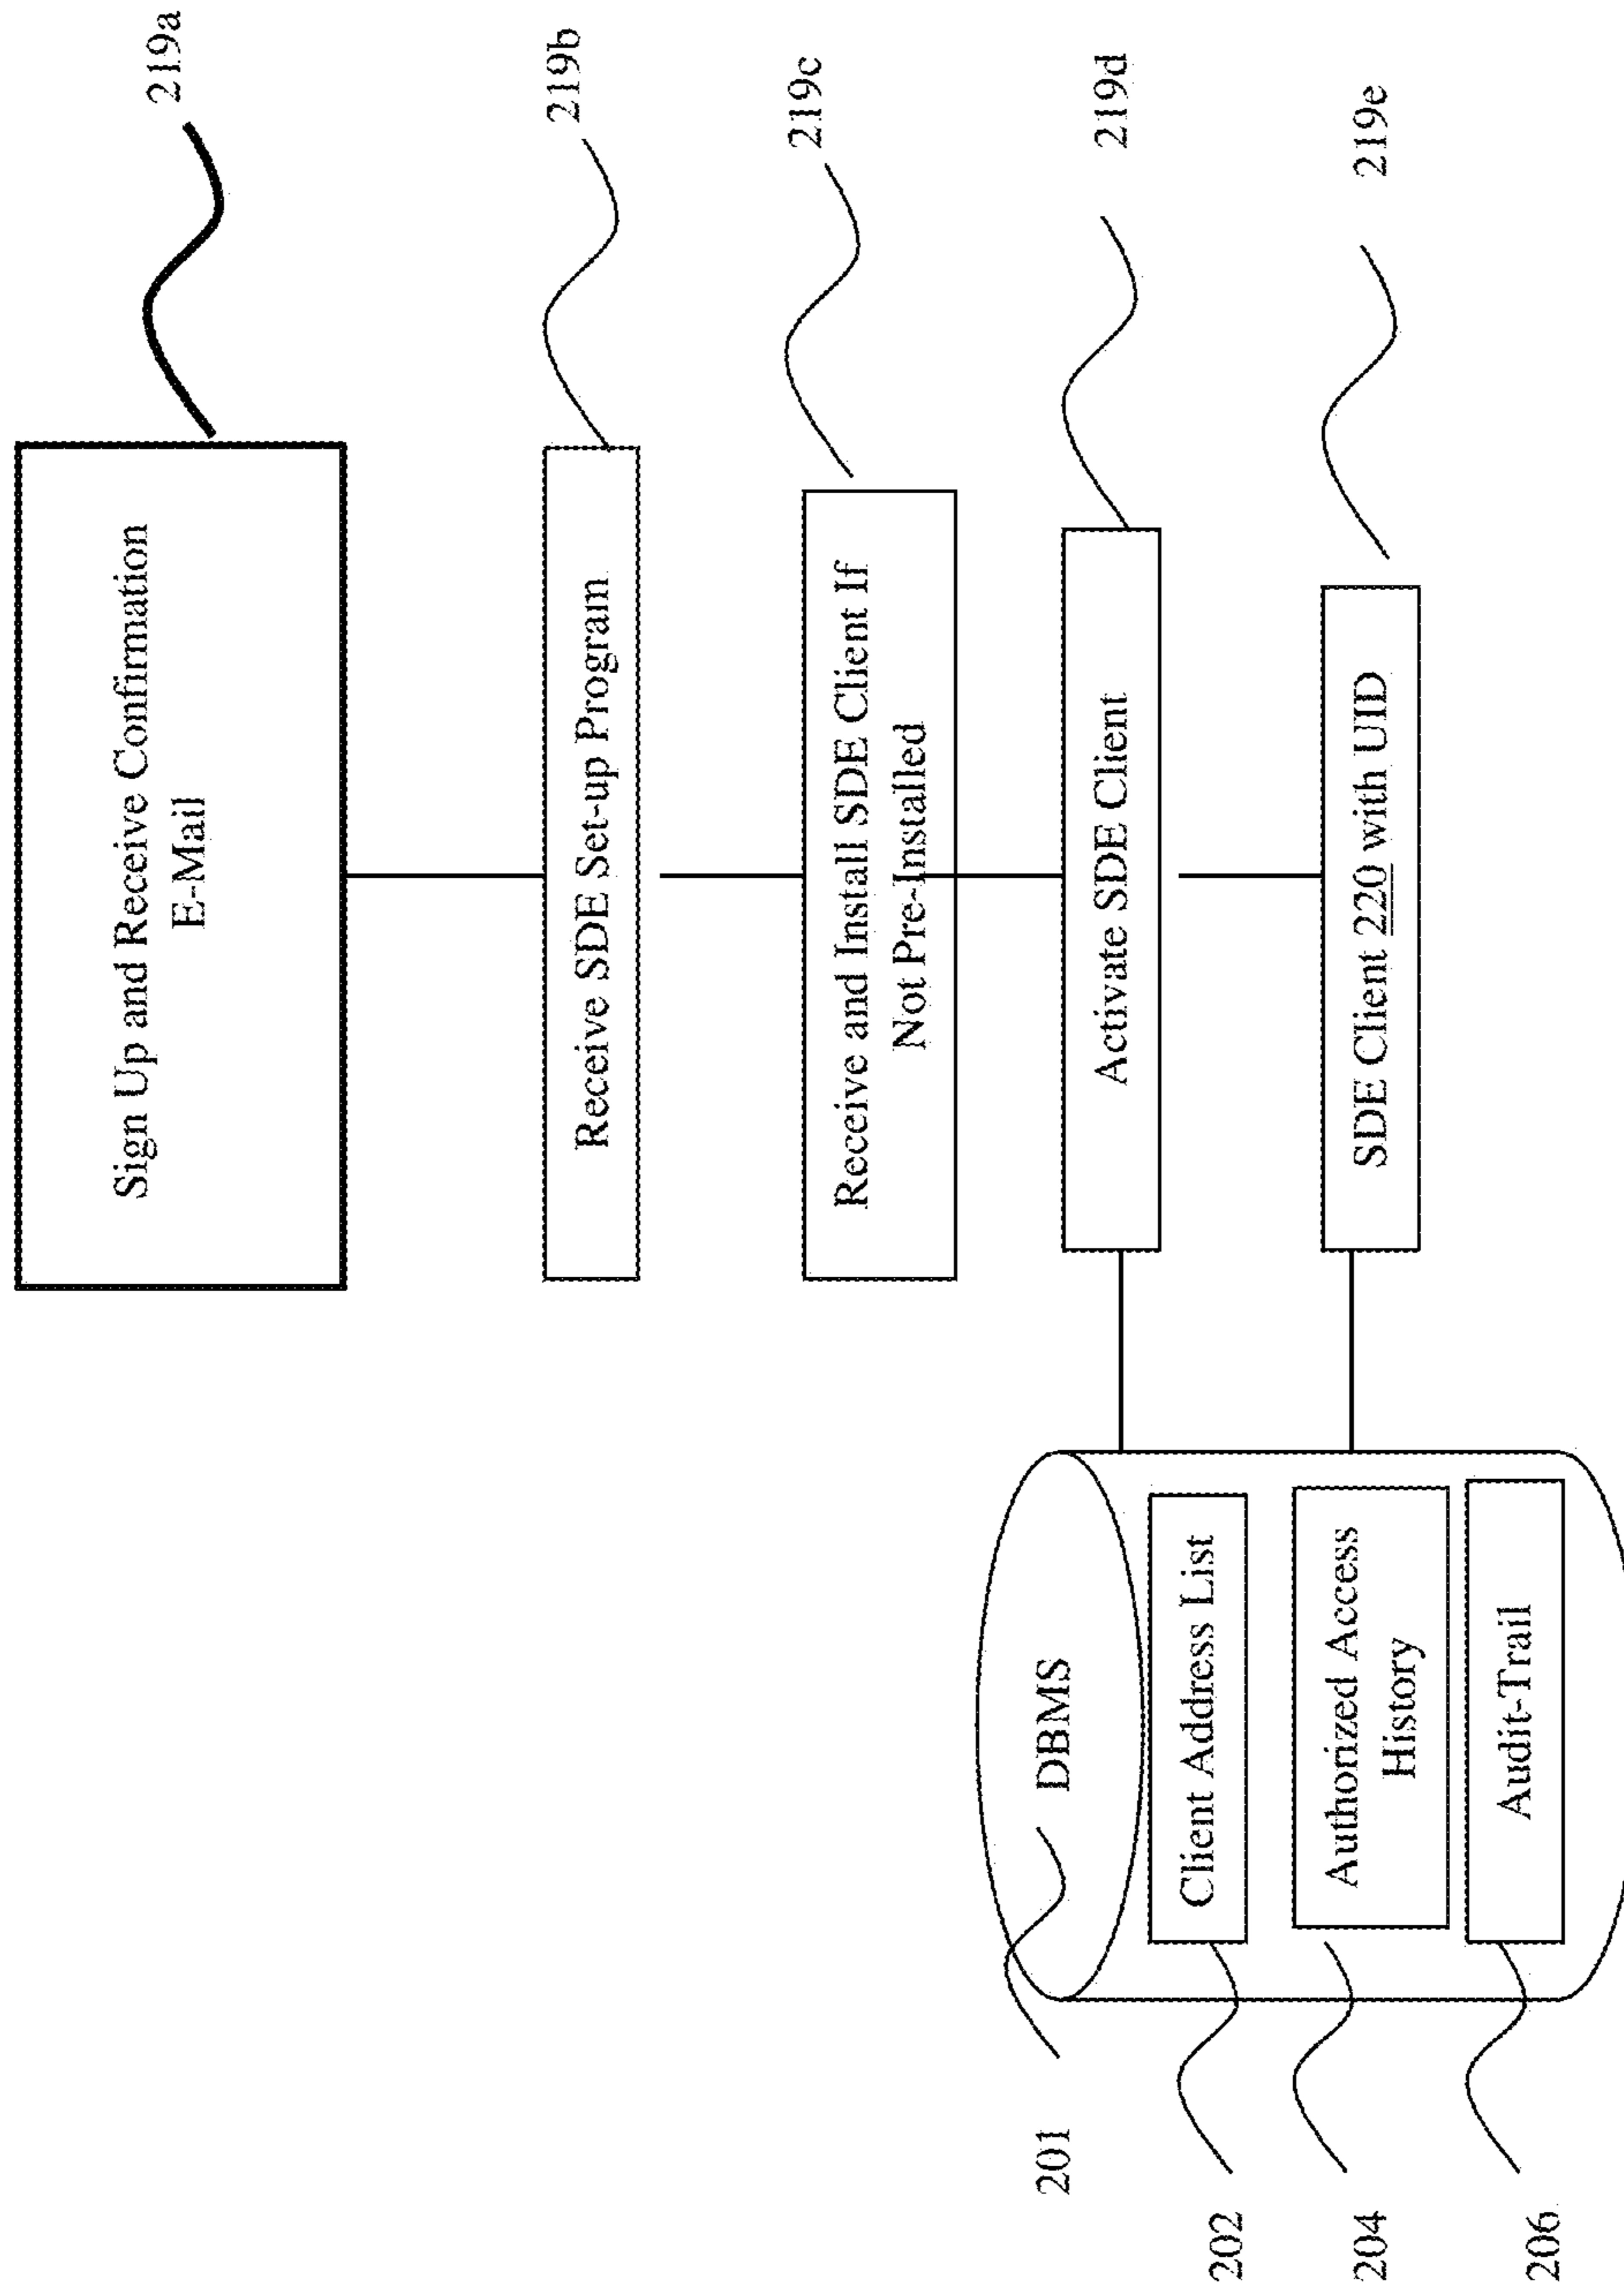 Sign Up and Receive Confirmation
E-Mail
219a
Receive SDE Set-up Program
219b
Receive and Install SDE Client If
Not Pre-Installed
219c
Activate SDE Client
219d
SDE Client 220 with UID
219e
DBMS
201
Client Address List
202
Authorized Access
History
204
Audit-Trail
206